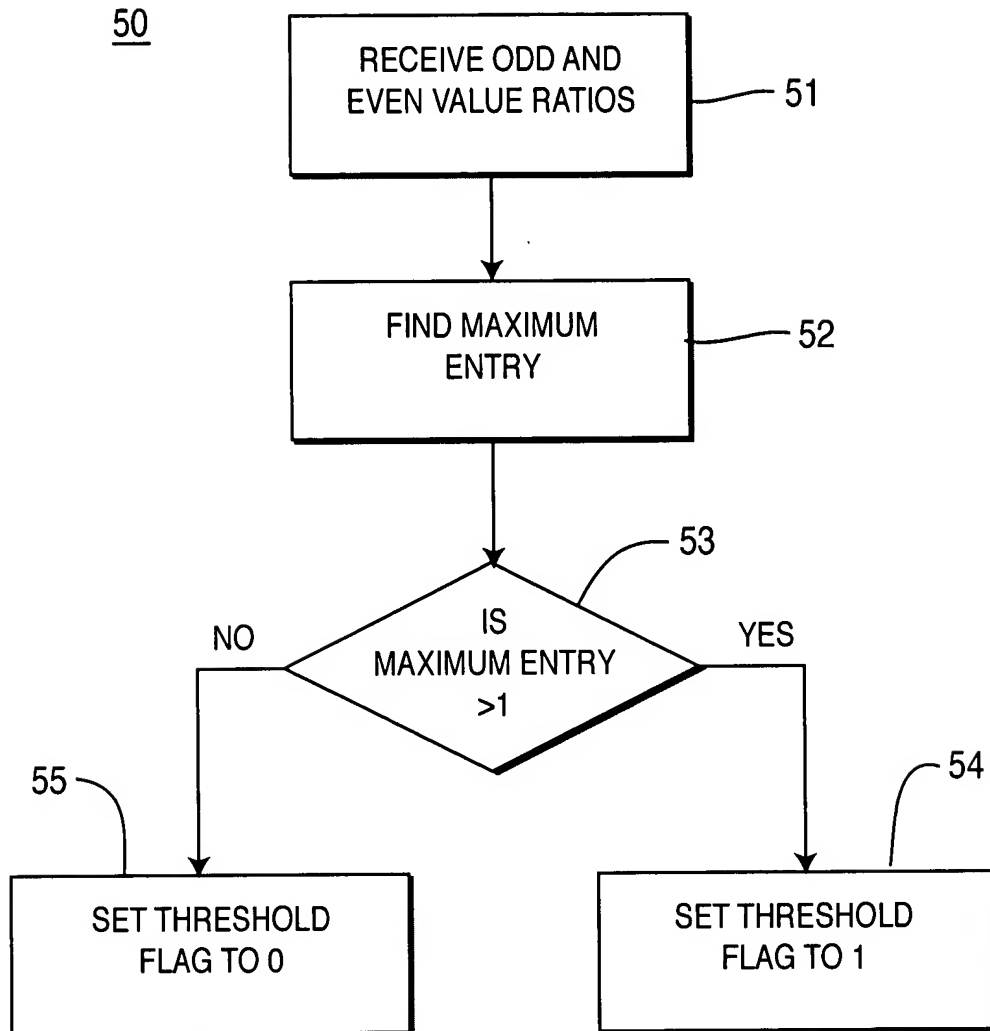 50
RECEIVE ODD AND
EVEN VALUE RATIOS
51
FIND MAXIMUM
ENTRY
52
53
IS
MAXIMUM ENTRY
>1
NO
YES
55
54
SET THRESHOLD
FLAG TO 0
SET THRESHOLD
FLAG TO 1